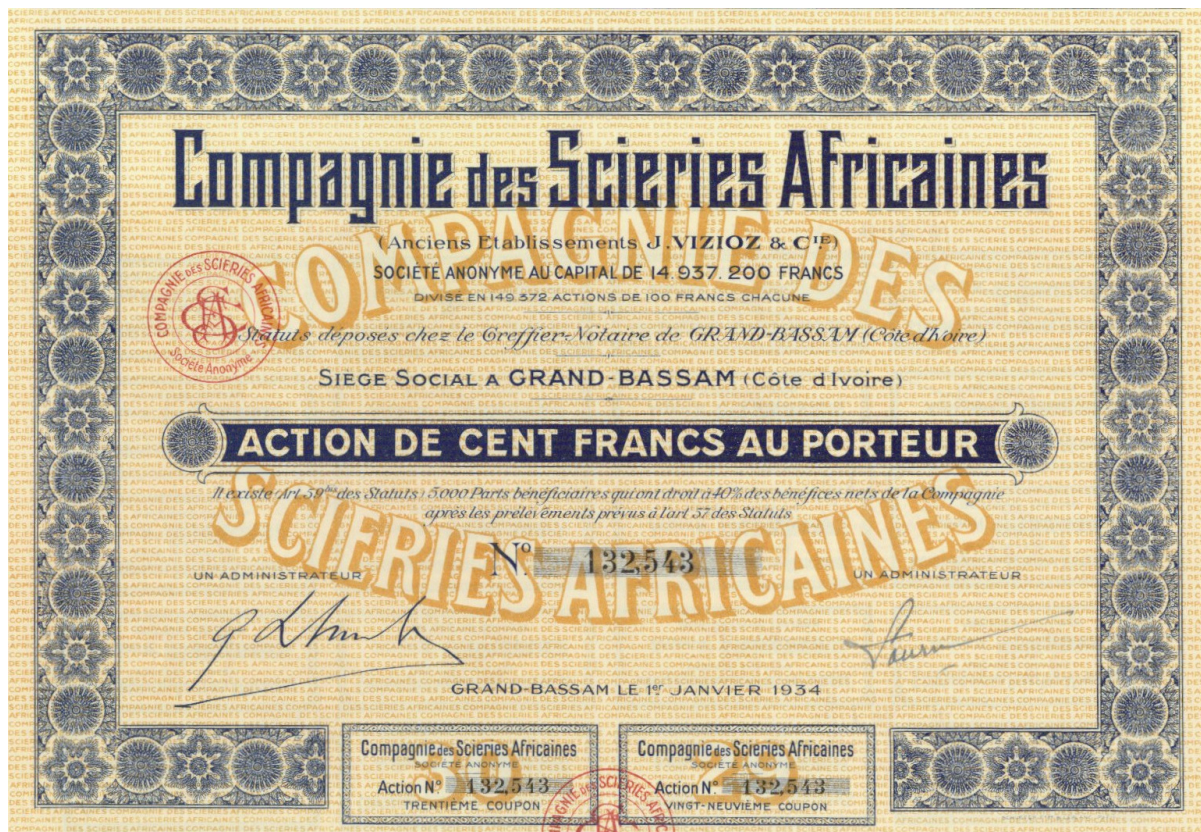 Compagnie des Scieries Africaines
(Anciens Etablissements J. VIZIOZ & CIE)
SOCIÉTÉ ANONYME AU CAPITAL DE 14.937.200 FRANCS
DIVISÉ EN 149.372 ACTIONS DE 100 FRANCS CHACUNE
Statuts déposés chez le Greffier-Notaire de GRAND-BASSAM (Côte d'Ivoire)
SIEGE SOCIAL A GRAND-BASSAM (Côte d'Ivoire)
COMPAGNIE DES SCIERIES AFRICAINES
Société Anonyme
COMPAGNIE DES
ACTION DE CENT FRANCS AU PORTEUR
Il existe (Art. 59 bis des Statuts) 5.000 Parts bénéficiaires qui ont droit à 40% des bénéfices nets de la Compagnie
après les prélèvements prévus à l'art 57 des Statuts
SCIERIES AFRICAINES
No. 132,543
UN ADMINISTRATEUR
UN ADMINISTRATEUR
GRAND-BASSAM LE 1er JANVIER 1934
Compagnie des Scieries Africaines
SOCIÉTÉ ANONYME
Action No. 132,543
TRENTIÈME COUPON
Compagnie des Scieries Africaines
SOCIÉTÉ ANONYME
Action No. 132,543
VINGT-NEUVIÈME COUPON